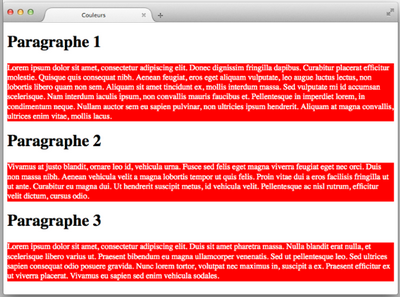 Couleurs
Paragraphe 1
Lorem ipsum dolor sit amet, consectetur adipiscing elit. Donec dignissim fringilla dapibus. Curabitur placerat efficitur
molestie. Quisque quis consequat nibh. Aenean feugiat, eros eget aliquam vulputate, leo augue luctus lectus, non
lobortis libero quam non sem. Aliquam sit amet tincidunt ex, mollis interdum massa. Sed vulputate mi id accumsan
scelerisque. Nam interdum iaculis ipsum, non convallis mauris faucibus et. Pellentesque in imperdiet lorem, in
condimentum neque. Nullam auctor sem eu sapien pulvinar, non ultricies ipsum hendrerit. Aliquam at magna convallis,
ultrices enim vitae, mollis lacus.
Paragraphe 2
Vivamus at justo blandit, ornare leo id, vehicula urna. Fusce sed felis eget magna viverra feugiat eget nec orci. Duis
non massa nibh. Aenean vehicula velit a magna lobortis tempor ut quis felis. Proin vitae dui a eros facilisis fringilla ut
ut ante. Curabitur eu magna dui. Ut hendrerit suscipit metus, id vehicula velit. Pellentesque ac nisl rutrum, efficitur
velit dictum, cursus odio.
Paragraphe 3
Lorem ipsum dolor sit amet, consectetur adipiscing elit. Duis sit amet pharetra massa. Nulla blandit erat nulla, et
scelerisque libero varius ut. Praesent bibendum eu magna ullamcorper venenatis. Sed ut ultrices odio. Sed ultrices
sapien consequat odio posuere gravida. Nunc lorem tortor, volutpat nec maximus in, suscipit a ex. Praesent efficitur ex
ut viverra placerat. Vivamus eu sapien sed enim vehicula sodales.